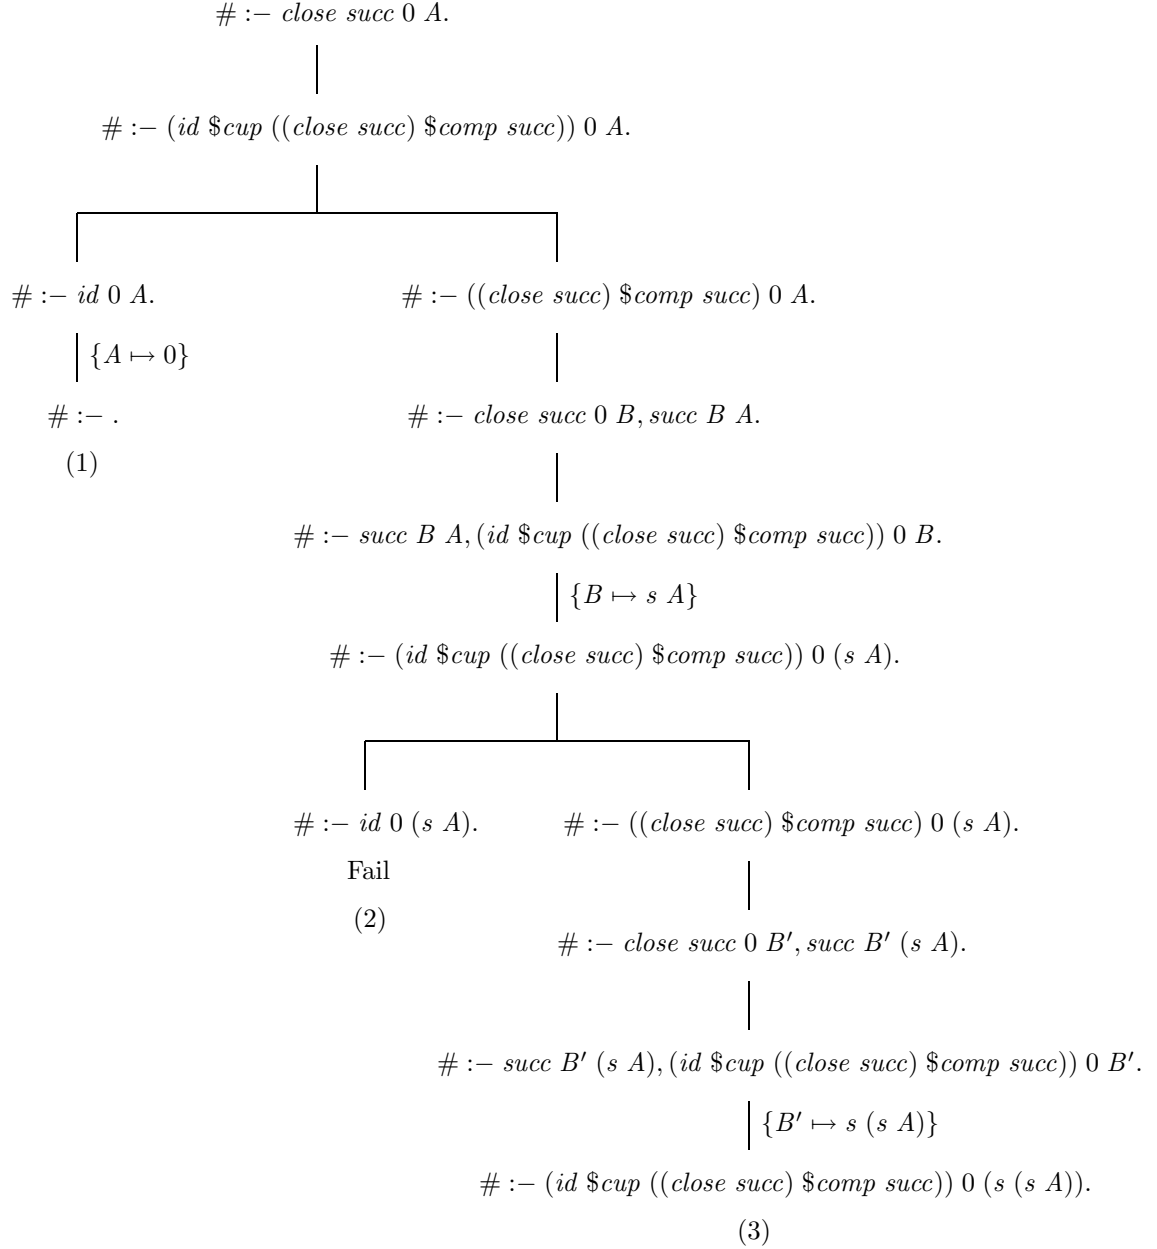 # :− close succ 0 A.
# :− (id $cup ((close succ) $comp succ)) 0 A.
# :− id 0 A.
# :− ((close succ) $comp succ) 0 A.
{A ↦ 0}
# :− .
# :− close succ 0 B, succ B A.
(1)
# :− succ B A, (id $cup ((close succ) $comp succ)) 0 B.
{B ↦ s A}
# :− (id $cup ((close succ) $comp succ)) 0 (s A).
# :− id 0 (s A).
# :− ((close succ) $comp succ) 0 (s A).
Fail
(2)
# :− close succ 0 B′, succ B′ (s A).
# :− succ B′ (s A), (id $cup ((close succ) $comp succ)) 0 B′.
{B′ ↦ s (s A)}
# :− (id $cup ((close succ) $comp succ)) 0 (s (s A)).
(3)